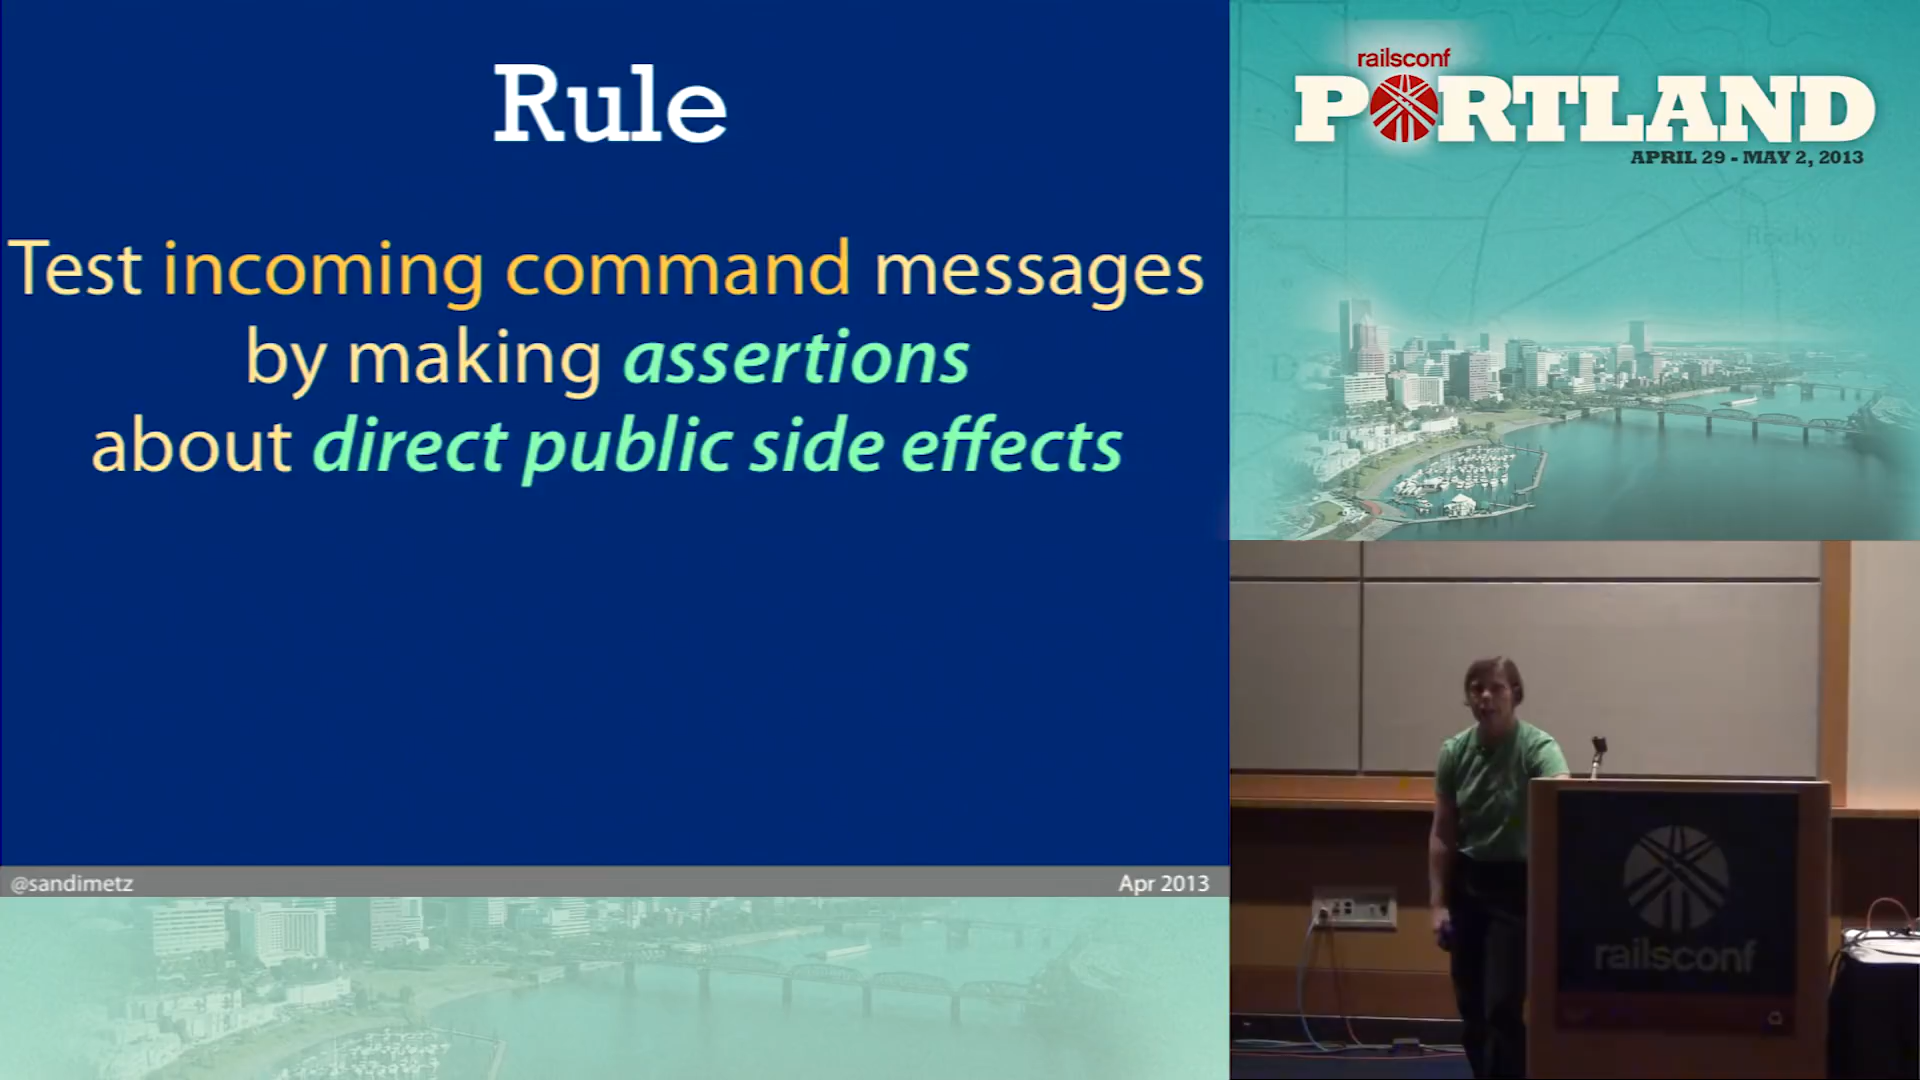 Rule
Test incoming command messages
by making assertions
about direct public side effects
@sandimetz
Apr 2013
railsconf
PORTLAND
APRIL 29 - MAY 2, 2013
railsconf